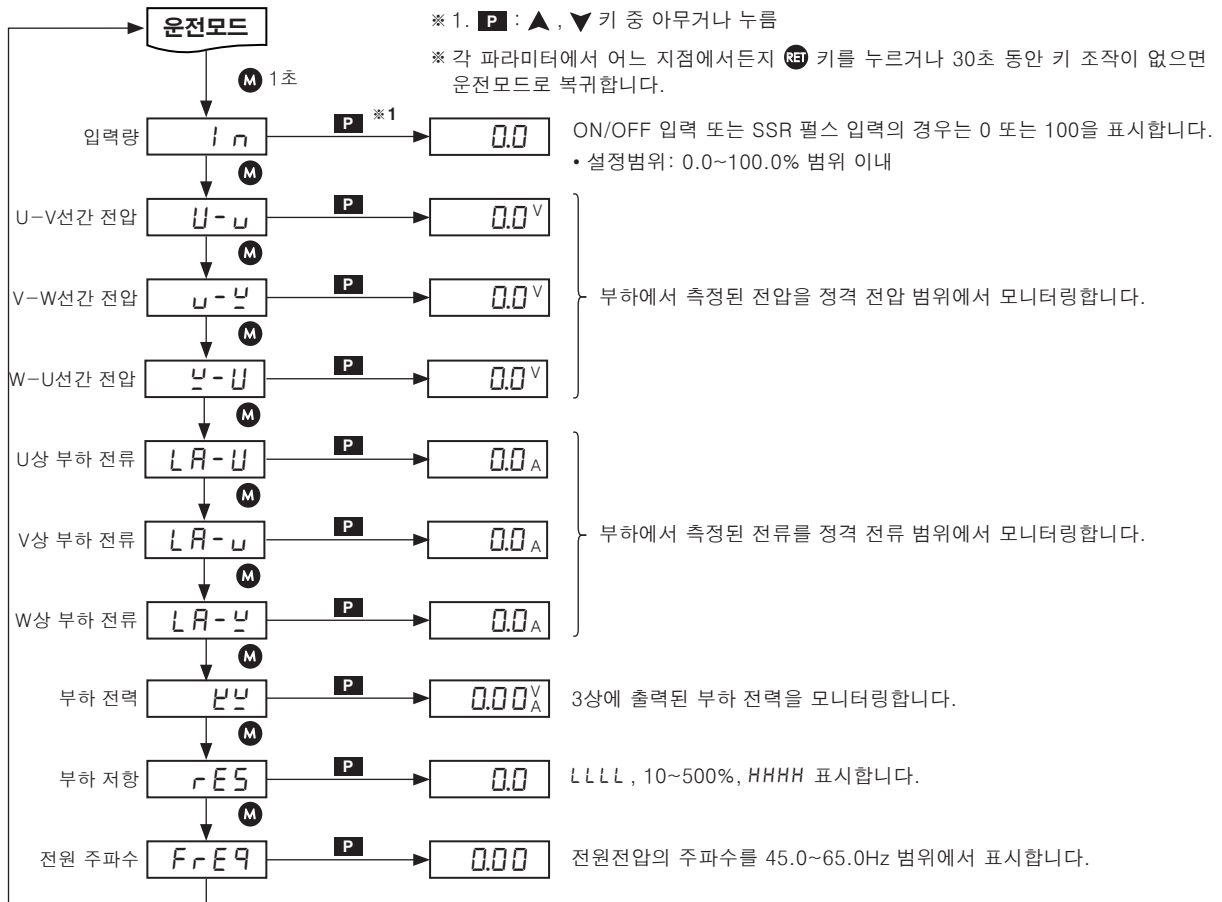 운전모드
※ 1. P : ▲ , ▼ 키 중 아무거나 누름
※ 각 파라미터에서 어느 지점에서든지 RET 키를 누르거나 30초 동안 키 조작이 없으면
운전모드로 복귀합니다.
M 1초
입력량 In P ※1 0.0 ON/OFF 입력 또는 SSR 펄스 입력의 경우는 0 또는 100을 표시합니다.
• 설정범위: 0.0~100.0% 범위 이내
M
U-V선간 전압 U-v P 0.0 V
M
V-W선간 전압 v-W P 0.0 V 부하에서 측정된 전압을 정격 전압 범위에서 모니터링합니다.
M
W-U선간 전압 W-U P 0.0 V
M
U상 부하 전류 LA-U P 0.0 A
M
V상 부하 전류 LA-v P 0.0 A 부하에서 측정된 전류를 정격 전류 범위에서 모니터링합니다.
M
W상 부하 전류 LA-W P 0.0 A
M
부하 전력 kW P 0.00 V A 3상에 출력된 부하 전력을 모니터링합니다.
M
부하 저항 rES P 0.0 LLLL , 10~500%, HHHH 표시합니다.
M
전원 주파수 FrEq P 0.00 전원전압의 주파수를 45.0~65.0Hz 범위에서 표시합니다.